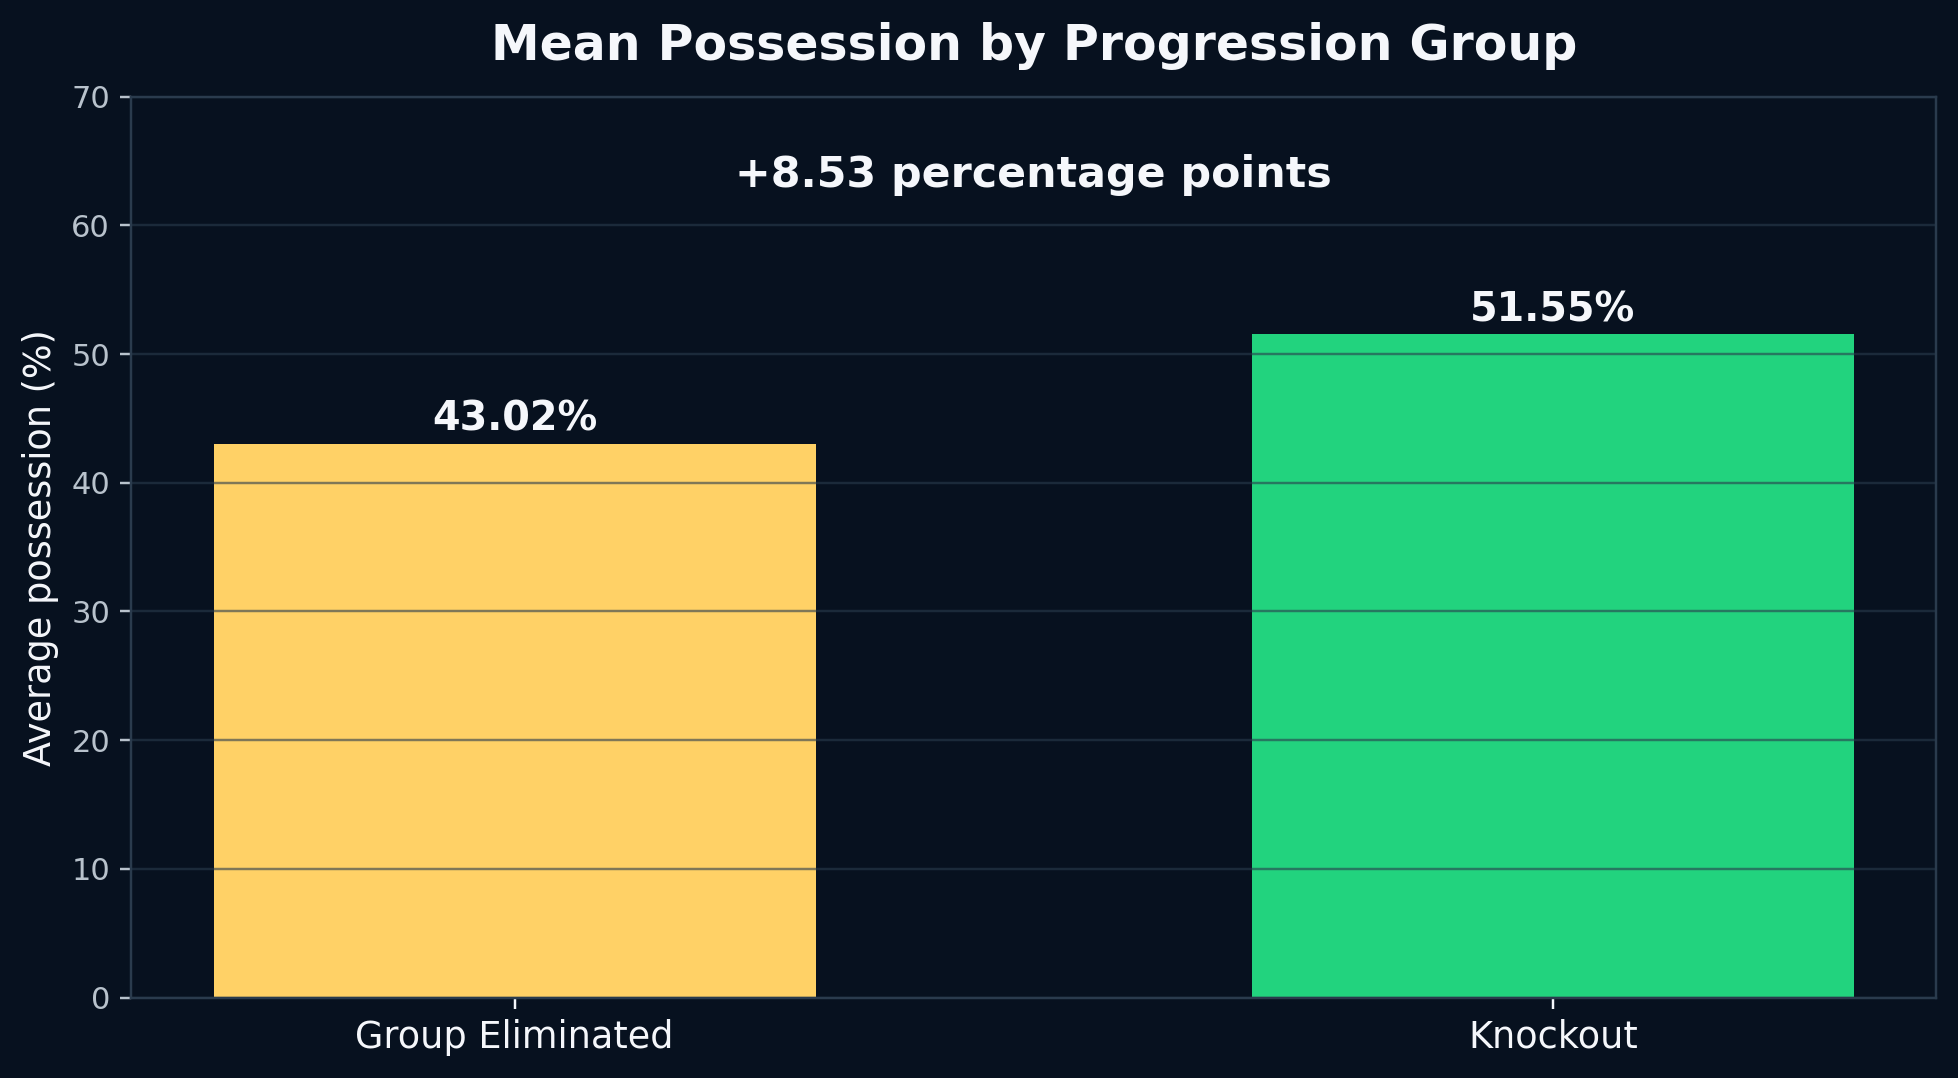 Mean Possession by Progression Group
70
+8.53 percentage points
60
51.55%
50
43.02%
40
30
20
10
0
Average possession (%)
Group Eliminated
Knockout